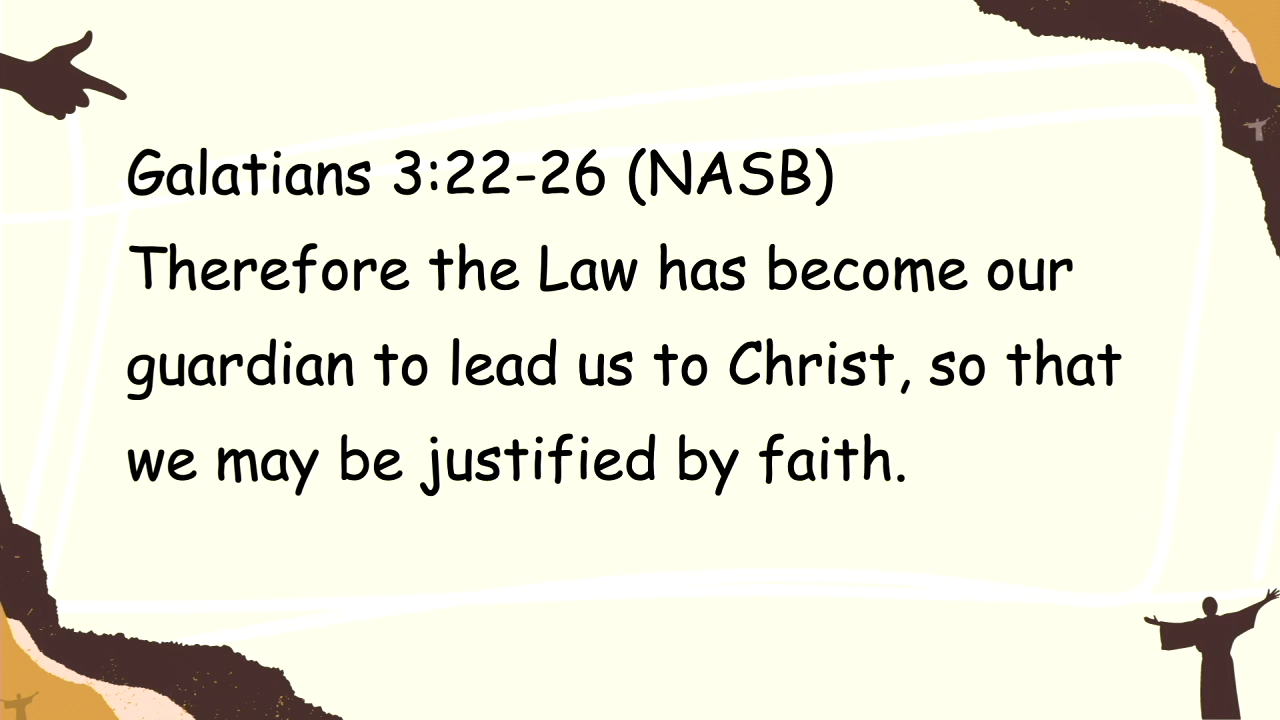 Galatians 3:22-26 (NASB)
Therefore the Law has become our
guardian to lead us to Christ, so that
we may be justified by faith.